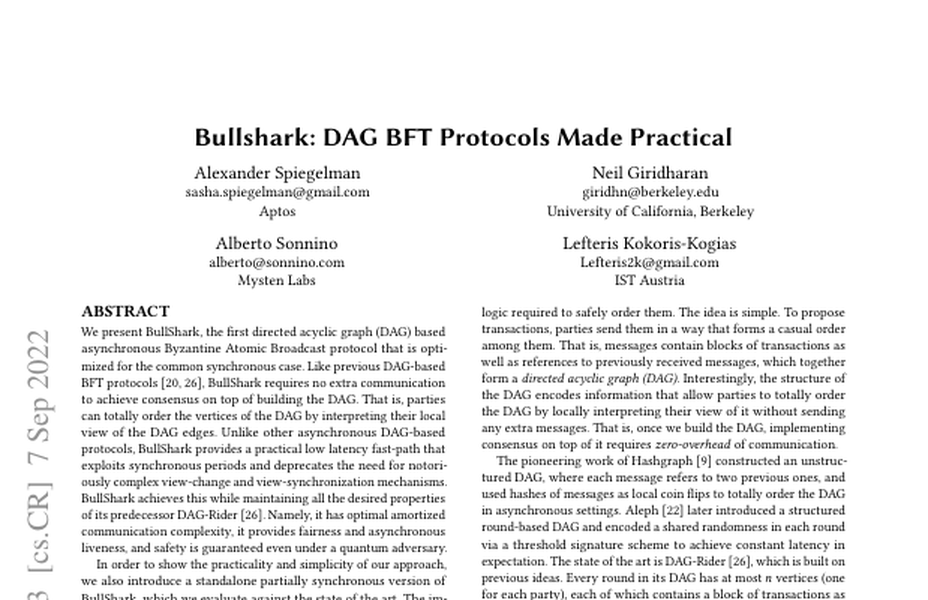 Bullshark: DAG BFT Protocols Made Practical
Alexander Spiegelman
sasha.spiegelman@gmail.com
Aptos
Neil Giridharan
giridhn@berkeley.edu
University of California, Berkeley
Alberto Sonnino
alberto@sonnino.com
Mysten Labs
Lefteris Kokoris-Kogias
Lefteris2k@gmail.com
IST Austria
ABSTRACT
We present BullShark, the first directed acyclic graph (DAG) based
asynchronous Byzantine Atomic Broadcast protocol that is opti-
mized for the common synchronous case. Like previous DAG-based
BFT protocols [20, 26], BullShark requires no extra communication
to achieve consensus on top of building the DAG. That is, parties
can totally order the vertices of the DAG by interpreting their local
view of the DAG edges. Unlike other asynchronous DAG-based
protocols, BullShark provides a practical low latency fast-path that
exploits synchronous periods and deprecates the need for notori-
ously complex view-change and view-synchronization mechanisms.
BullShark achieves this while maintaining all the desired properties
of its predecessor DAG-Rider [26]. Namely, it has optimal amortized
communication complexity, it provides fairness and asynchronous
liveness, and safety is guaranteed even under a quantum adversary.
In order to show the practicality and simplicity of our approach,
we also introduce a standalone partially synchronous version of
BullShark, which we evaluate against the state of the art. The im-
logic required to safely order them. The idea is simple. To propose
transactions, parties send them in a way that forms a casual order
among them. That is, messages contain blocks of transactions as
well as references to previously received messages, which together
form a directed acyclic graph (DAG). Interestingly, the structure of
the DAG encodes information that allow parties to totally order
the DAG by locally interpreting their view of it without sending
any extra messages. That is, once we build the DAG, implementing
consensus on top of it requires zero-overhead of communication.
The pioneering work of Hashgraph [9] constructed an unstruc-
tured DAG, where each message refers to two previous ones, and
used hashes of messages as local coin flips to totally order the DAG
in asynchronous settings. Aleph [22] later introduced a structured
round-based DAG and encoded a shared randomness in each round
via a threshold signature scheme to achieve constant latency in
expectation. The state of the art is DAG-Rider [26], which is built on
previous ideas. Every round in its DAG has at most n vertices (one
for each party), each of which contains a block of transactions as
[cs.CR] 7 Sep 2022